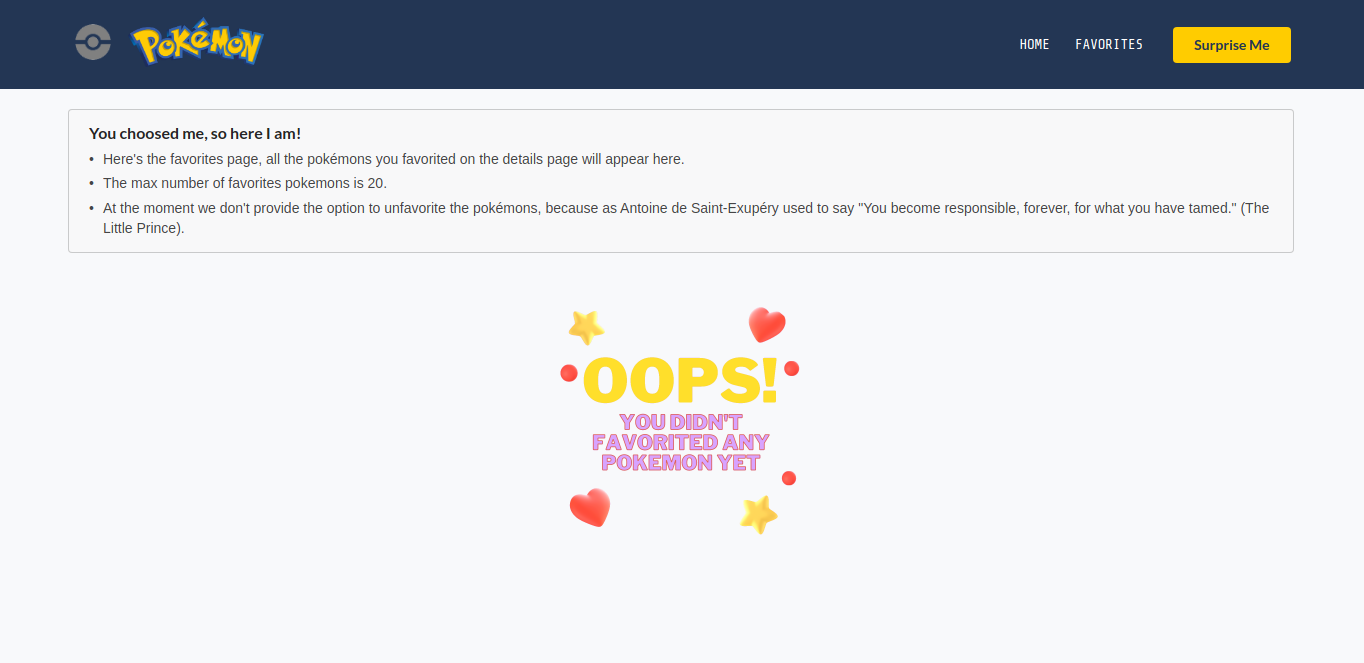 POKéMON
HOME
FAVORITES
Surprise Me
You choosed me, so here I am!
• Here's the favorites page, all the pokémons you favorited on the details page will appear here.
• The max number of favorites pokemons is 20.
• At the moment we don't provide the option to unfavorite the pokémons, because as Antoine de Saint-Exupéry used to say "You become responsible, forever, for what you have tamed." (The
Little Prince).
OOPS!
YOU DIDN'T
FAVORITED ANY
POKEMON YET